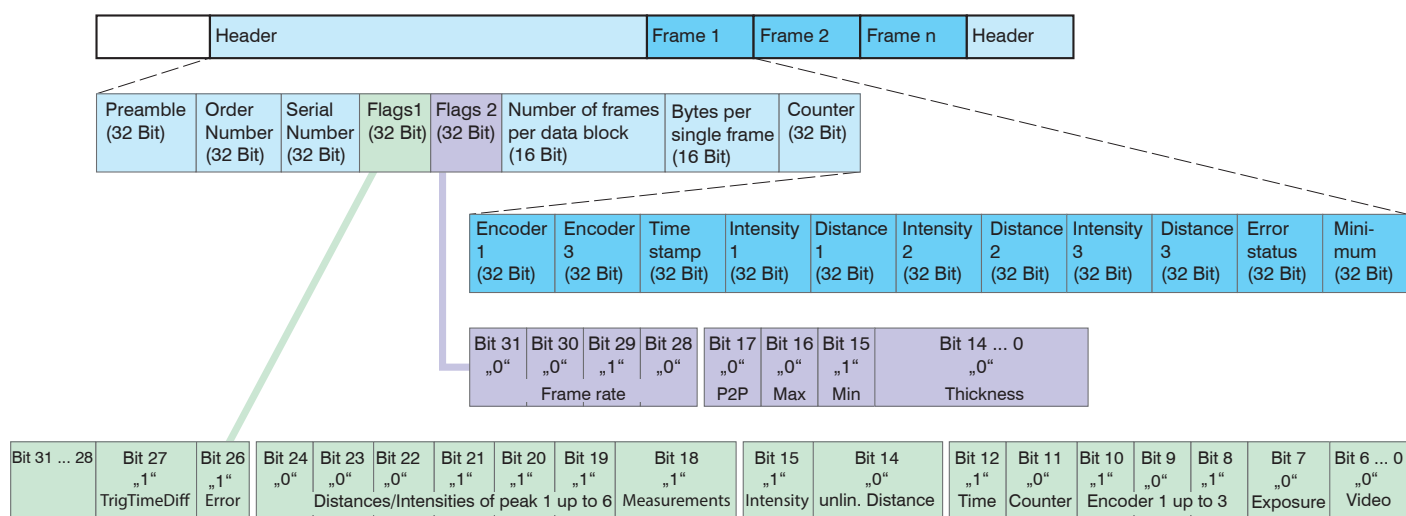 Header Frame 1 Frame 2 Frame n Header
Preamble Order Serial Flags1 Flags 2 Number of frames Bytes per Counter
(32 Bit) Number Number (32 Bit) (32 Bit) per data block single frame (32 Bit)
(32 Bit) (32 Bit) (16 Bit) (16 Bit)
Encoder Encoder Time Intensity Distance Intensity Distance Intensity Distance Error Mini-
1 3 stamp 1 1 2 2 3 3 status mum
(32 Bit) (32 Bit) (32 Bit) (32 Bit) (32 Bit) (32 Bit) (32 Bit) (32 Bit) (32 Bit) (32 Bit) (32 Bit)
Bit 31 Bit 30 Bit 29 Bit 28 Bit 17 Bit 16 Bit 15 Bit 14 ... 0
„0“ „0“ „1“ „0“ „0“ „0“ „1“ „0“
Frame rate P2P Max Min Thickness
Bit 31 ... 28 Bit 27 Bit 26 Bit 24 Bit 23 Bit 22 Bit 21 Bit 20 Bit 19 Bit 18 Bit 15 Bit 14 Bit 12 Bit 11 Bit 10 Bit 9 Bit 8 Bit 7 Bit 6 ... 0
„1“ „1“ „0“ „0“ „0“ „1“ „1“ „1“ „1“ „1“ „0“ „1“ „0“ „1“ „0“ „1“ „0“ „0“
TrigTimeDiff Error Distances/Intensities of peak 1 up to 6 Measurements Intensity unlin. Distance Time Counter Encoder 1 up to 3 Exposure Video